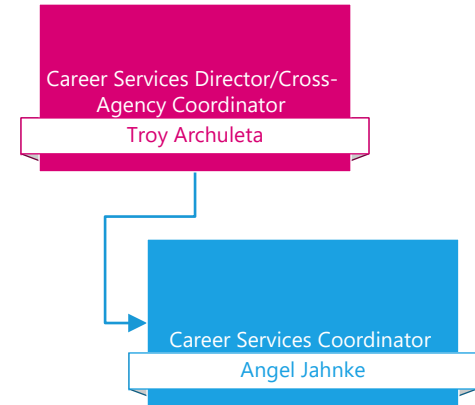 Career Services Director/Cross-
Agency Coordinator
Troy Archuleta
Career Services Coordinator
Angel Jahnke